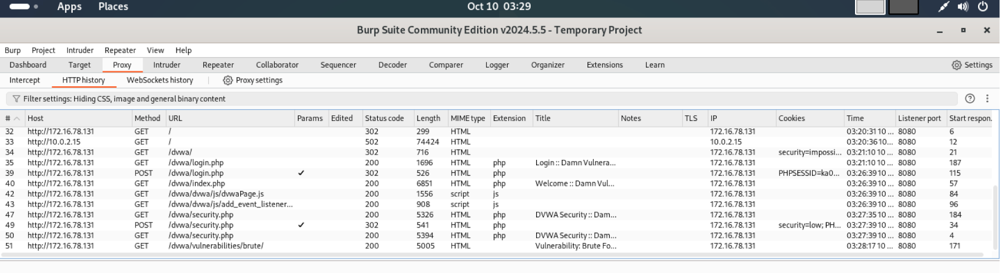 Apps Places Oct 10 03:29
Burp Suite Community Edition v2024.5.5 - Temporary Project
Burp Project Intruder Repeater View Help
Dashboard Target Proxy Intruder Repeater Collaborator Sequencer Decoder Comparer Logger Organizer Extensions Learn Settings
Intercept HTTP history WebSockets history Proxy settings
Filter settings: Hiding CSS, image and general binary content
# Host Method URL Params Edited Status code Length MIME type Extension Title Notes TLS IP Cookies Time Listener port Start respon.
32 http://172.16.78.131 GET / 302 299 HTML 172.16.78.131 03:20:31 10 ... 8080 6
33 http://10.0.2.15 GET / 502 74424 HTML 10.0.2.15 03:20:36 10... 8080 12
34 http://172.16.78.131 GET /dvwa/ 302 716 HTML 172.16.78.131 security=impossi... 03:21:10 10 ... 8080 21
35 http://172.16.78.131 GET /dvwa/login.php 200 1696 HTML php Login :: Damn Vulnera... 172.16.78.131 03:21:10 10 ... 8080 187
39 http://172.16.78.131 POST /dvwa/login.php ✓ 302 526 HTML php 172.16.78.131 PHPSESSID=ka0... 03:26:39 10 ... 8080 115
40 http://172.16.78.131 GET /dvwa/index.php 200 6851 HTML php Welcome :: Damn Vul... 172.16.78.131 03:26:39 10 ... 8080 57
42 http://172.16.78.131 GET /dvwa/dvwa/js/dvwaPage.js 200 1556 script js 172.16.78.131 03:26:39 10 ... 8080 84
43 http://172.16.78.131 GET /dvwa/dvwa/js/add_event_listener... 200 908 script js 172.16.78.131 03:26:39 10 ... 8080 96
47 http://172.16.78.131 GET /dvwa/security.php 200 5326 HTML php DVWA Security :: Dam... 172.16.78.131 03:27:35 10 ... 8080 184
49 http://172.16.78.131 POST /dvwa/security.php ✓ 302 541 HTML php 172.16.78.131 security=low; PH... 03:27:39 10 ... 8080 34
50 http://172.16.78.131 GET /dvwa/security.php 200 5394 HTML php DVWA Security :: Dam... 172.16.78.131 03:27:39 10 ... 8080 4
51 http://172.16.78.131 GET /dvwa/vulnerabilities/brute/ 200 5005 HTML Vulnerability: Brute Fo... 172.16.78.131 03:28:17 10 ... 8080 171